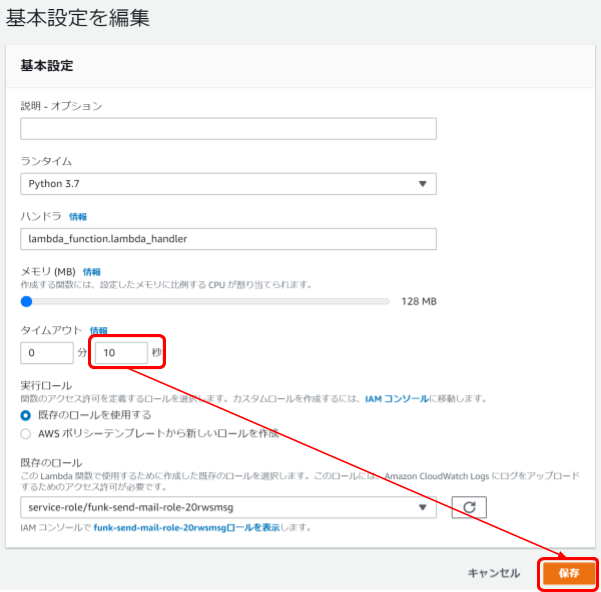 基本設定を編集
基本設定
説明 - オプション
ランタイム
Python 3.7
ハンドラ 情報
lambda_function.lambda_handler
メモリ (MB) 情報
作成する関数には、設定したメモリに比例する CPU が割り当てられます。
128 MB
タイムアウト 情報
0 分 10 秒
実行ロール
関数のアクセス許可を定義するロールを選択します。カスタムロールを作成するには、IAM コンソールに移動します。
既存のロールを使用する
AWS ポリシーテンプレートから新しいロールを作成
既存のロール
この Lambda 関数で使用するために作成した既存のロールを選択します。このロールには、Amazon CloudWatch Logs にログをアップロード
するためのアクセス許可が必要です。
service-role/funk-send-mail-role-20rwsmsg
IAM コンソールで funk-send-mail-role-20rwsmsgロールを表示します。
キャンセル 保存